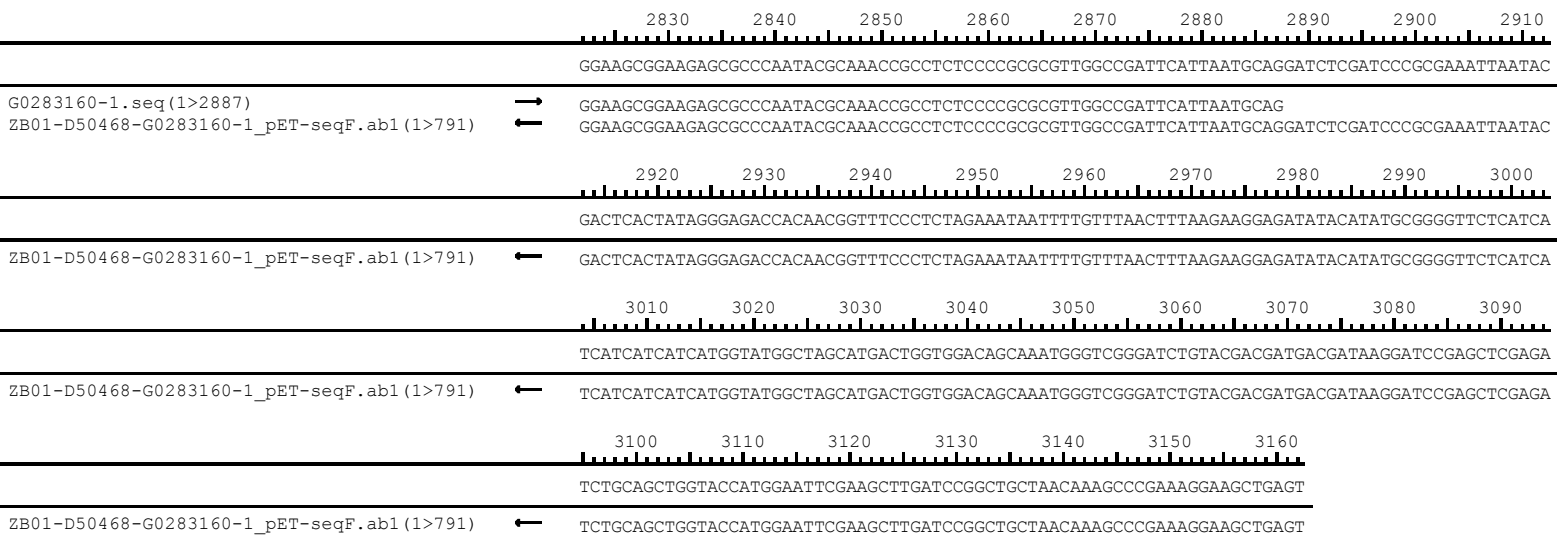 2830 2840 2850 2860 2870 2880 2890 2900 2910
GGAAGCGGAAGAGCGCCCAATACGCAAACCGCCTCTCCCCGCGCGTTGGCCGATTCATTAATGCAGGATCTCGATCCCGCGAAATTAATAC
G0283160-1.seq(1>2887) → GGAAGCGGAAGAGCGCCCAATACGCAAACCGCCTCTCCCCGCGCGTTGGCCGATTCATTAATGCAG
ZB01-D50468-G0283160-1_pET-seqF.ab1(1>791) ← GGAAGCGGAAGAGCGCCCAATACGCAAACCGCCTCTCCCCGCGCGTTGGCCGATTCATTAATGCAGGATCTCGATCCCGCGAAATTAATAC
2920 2930 2940 2950 2960 2970 2980 2990 3000
GACTCACTATAGGGAGACCACAACGGTTTCCCTCTAGAAATAATTTTGTTTAACTTTAAGAAGGAGATATACATATGCGGGGTTCTCATCA
ZB01-D50468-G0283160-1_pET-seqF.ab1(1>791) ← GACTCACTATAGGGAGACCACAACGGTTTCCCTCTAGAAATAATTTTGTTTAACTTTAAGAAGGAGATATACATATGCGGGGTTCTCATCA
3010 3020 3030 3040 3050 3060 3070 3080 3090
TCATCATCATCATGGTATGGCTAGCATGACTGGTGGACAGCAAATGGGTCGGGATCTGTACGACGATGACGATAAGGATCCGAGCTCGAGA
ZB01-D50468-G0283160-1_pET-seqF.ab1(1>791) ← TCATCATCATCATGGTATGGCTAGCATGACTGGTGGACAGCAAATGGGTCGGGATCTGTACGACGATGACGATAAGGATCCGAGCTCGAGA
3100 3110 3120 3130 3140 3150 3160
TCTGCAGCTGGTACCATGGAATTCGAAGCTTGATCCGGCTGCTAACAAAGCCCGAAAGGAAGCTGAGT
ZB01-D50468-G0283160-1_pET-seqF.ab1(1>791) ← TCTGCAGCTGGTACCATGGAATTCGAAGCTTGATCCGGCTGCTAACAAAGCCCGAAAGGAAGCTGAGT